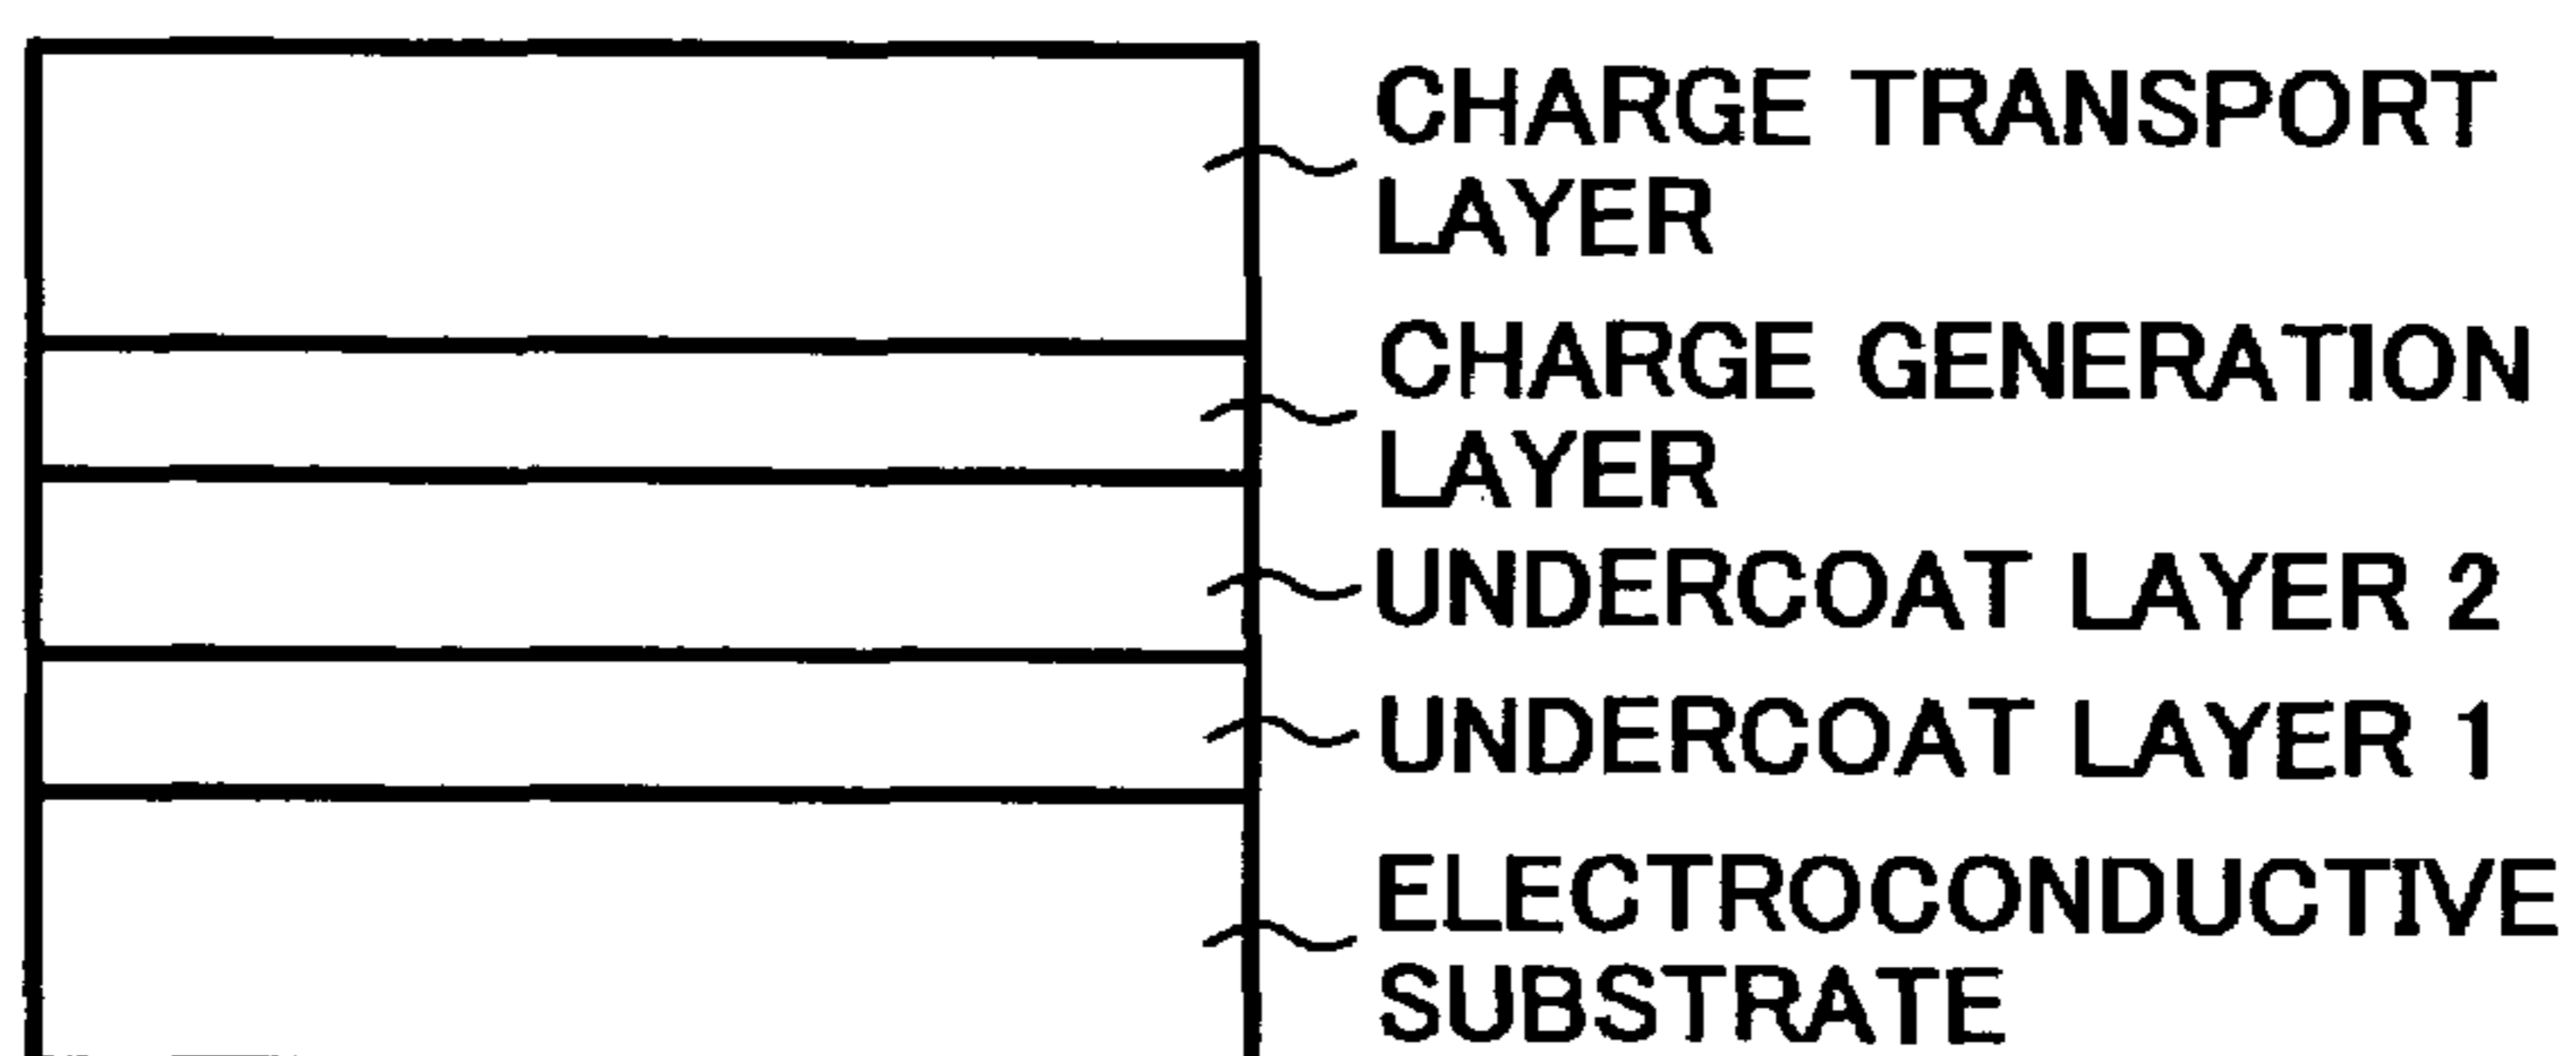 CHARGE TRANSPORT
LAYER
CHARGE GENERATION
LAYER
UNDERCOAT LAYER 2
UNDERCOAT LAYER 1
ELECTROCONDUCTIVE
SUBSTRATE